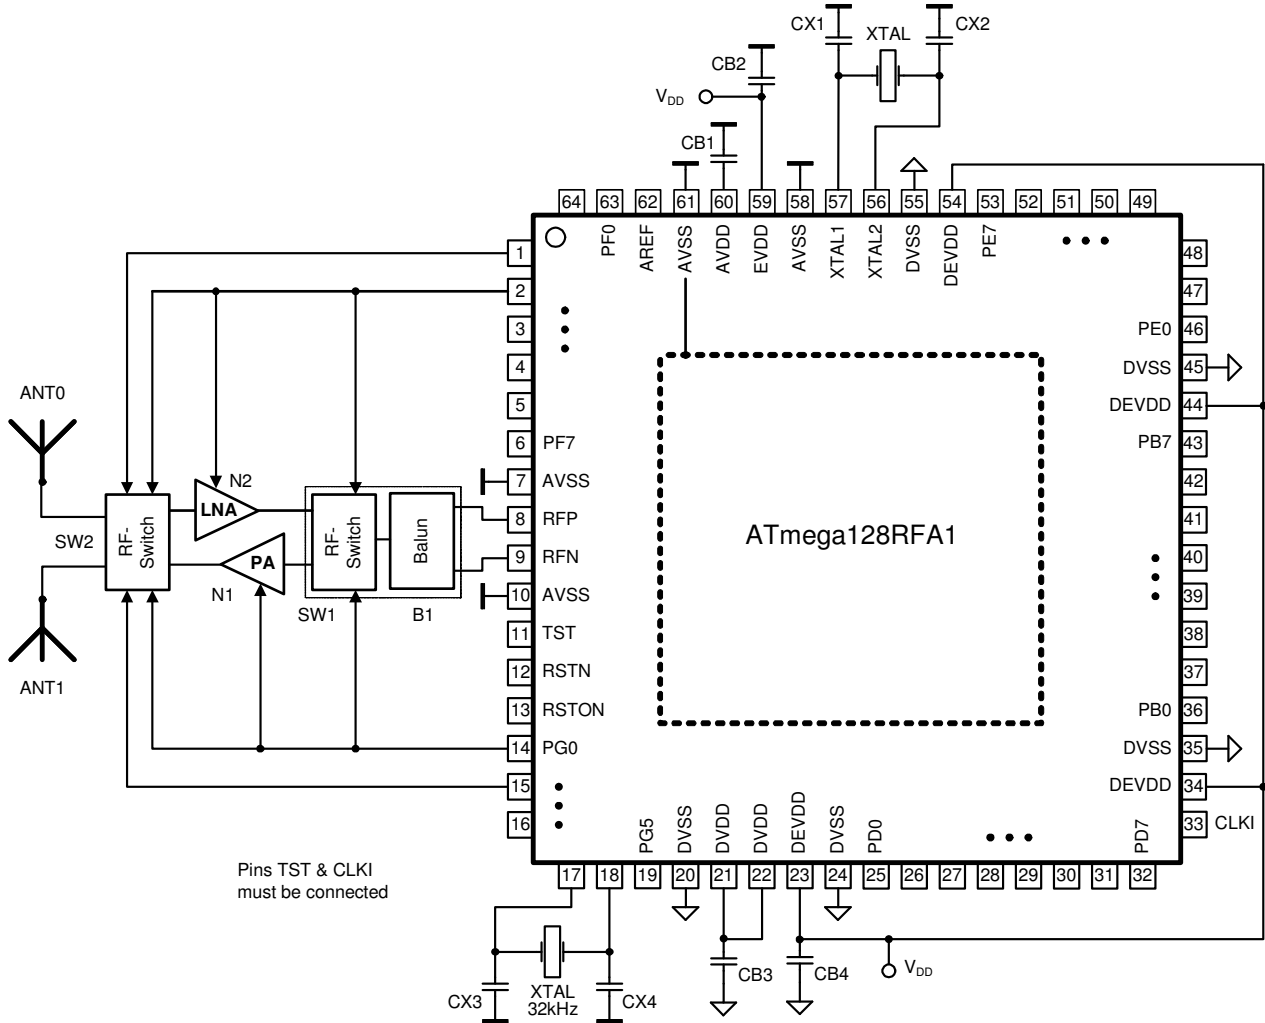 CX1 XTAL CX2
CB2
V_DD
CB1
64 63 62 61 60 59 58 57 56 55 54 53 52 51 50 49
PF0 AREF AVSS AVDD EVDD AVSS XTAL1 XTAL2 DVSS DEVDD PE7
1 48
2 47
3 PE0 46
4 DVSS 45
ANT0
5 DEVDD 44
6 PF7 PB7 43
N2
7 AVSS 42
LNA
8 RFP 41
SW2 RF-Switch RF-Switch Balun
ATmega128RFA1
9 RFN 40
PA
N1 SW1 B1
10 AVSS 39
11 TST 38
12 RSTN 37
ANT1
13 RSTON PB0 36
14 PG0 DVSS 35
15 DEVDD 34
16 33 CLKI
PG5 DVSS DVDD DVDD DEVDD DVSS PD0 PD7
17 18 19 20 21 22 23 24 25 26 27 28 29 30 31 32
Pins TST & CLKI
must be connected
CB3 CB4 V_DD
CX3 XTAL CX4
32kHz